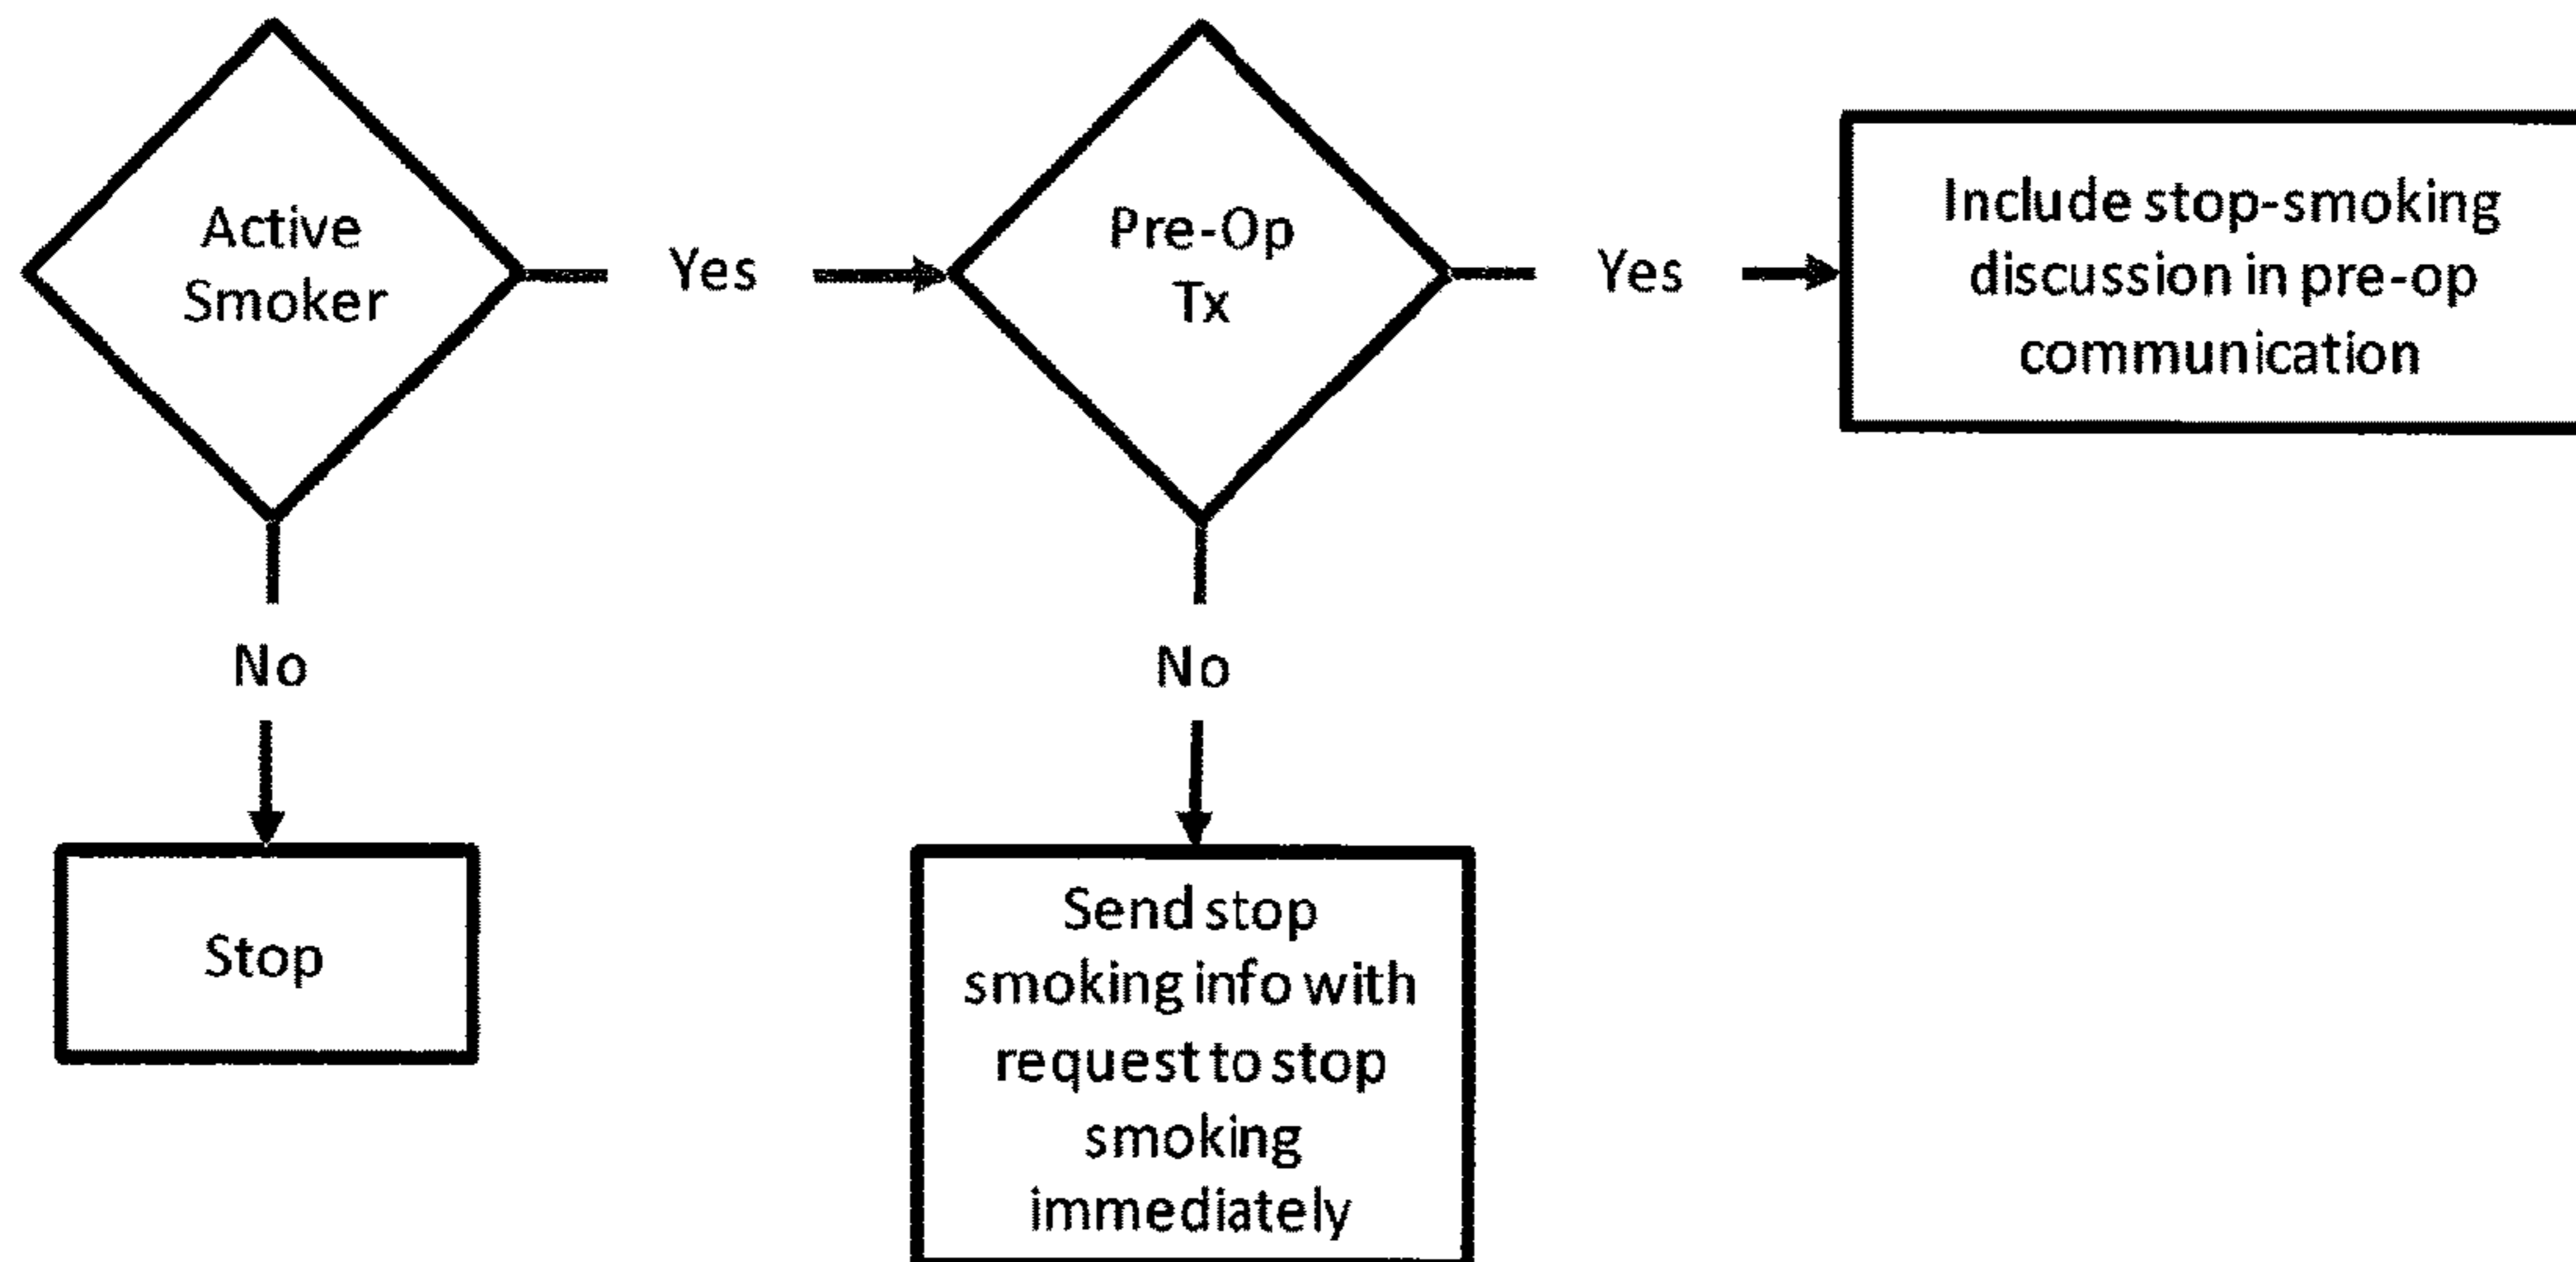 Active
Smoker
Yes
Pre-Op
Tx
Yes
Include stop-smoking
discussion in pre-op
communication
No
No
Stop
Send stop
smoking info with
request to stop
smoking
immediately